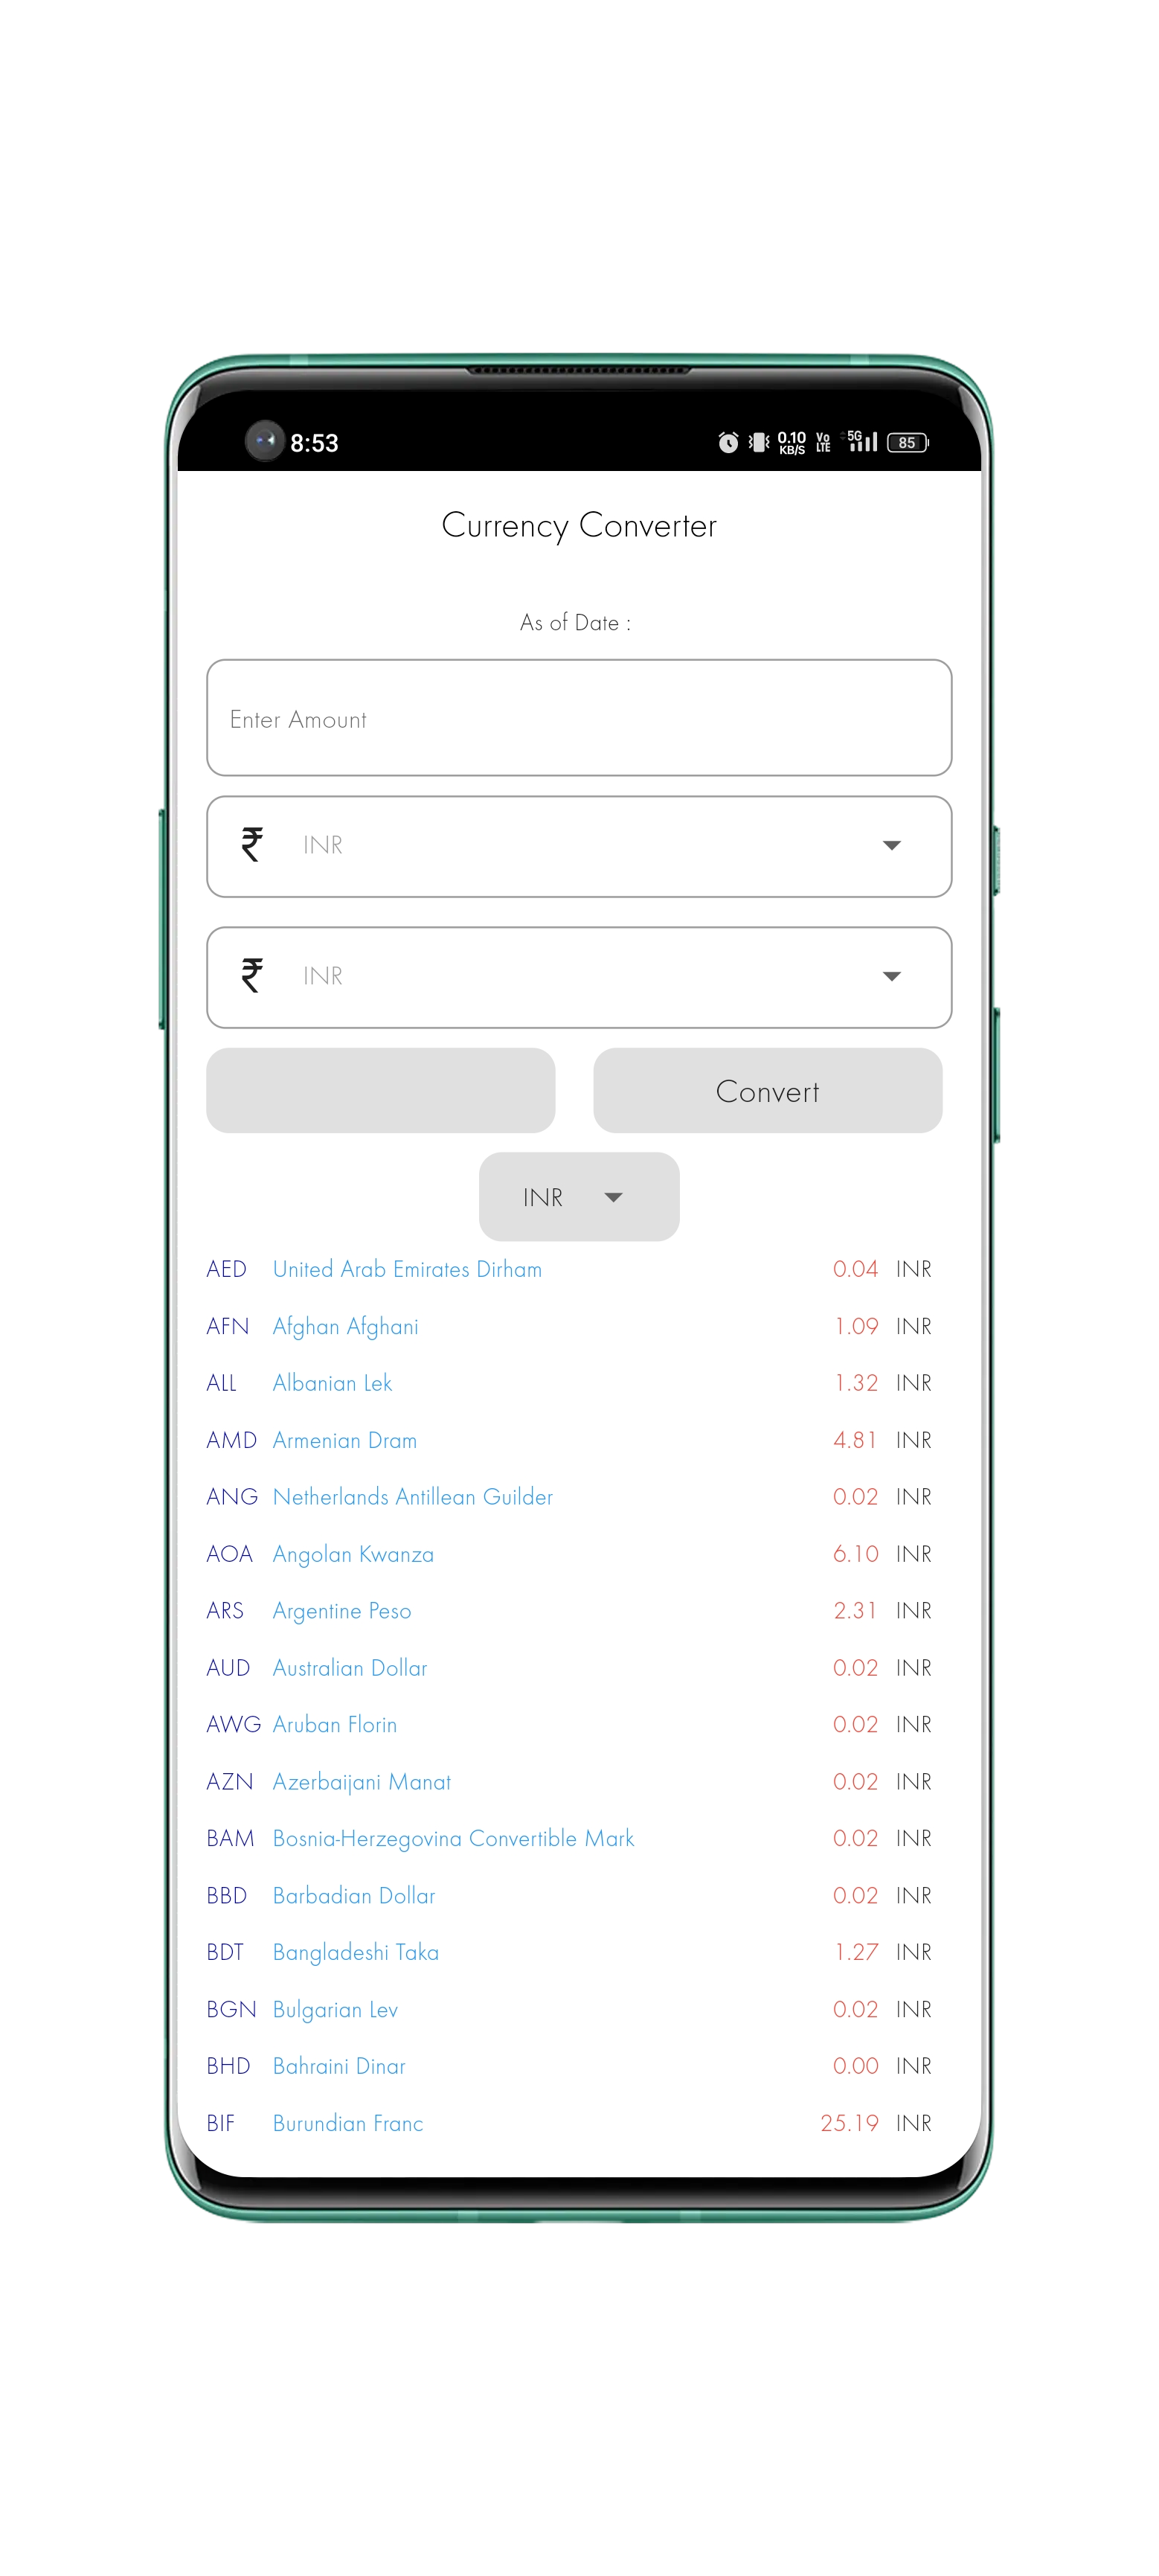 8:53 0.10 KB/S Vo LTE 5G 85
Currency Converter
As of Date :
Enter Amount
₹ INR
₹ INR
Convert
INR
AED United Arab Emirates Dirham 0.04 INR
AFN Afghan Afghani 1.09 INR
ALL Albanian Lek 1.32 INR
AMD Armenian Dram 4.81 INR
ANG Netherlands Antillean Guilder 0.02 INR
AOA Angolan Kwanza 6.10 INR
ARS Argentine Peso 2.31 INR
AUD Australian Dollar 0.02 INR
AWG Aruban Florin 0.02 INR
AZN Azerbaijani Manat 0.02 INR
BAM Bosnia-Herzegovina Convertible Mark 0.02 INR
BBD Barbadian Dollar 0.02 INR
BDT Bangladeshi Taka 1.27 INR
BGN Bulgarian Lev 0.02 INR
BHD Bahraini Dinar 0.00 INR
BIF Burundian Franc 25.19 INR